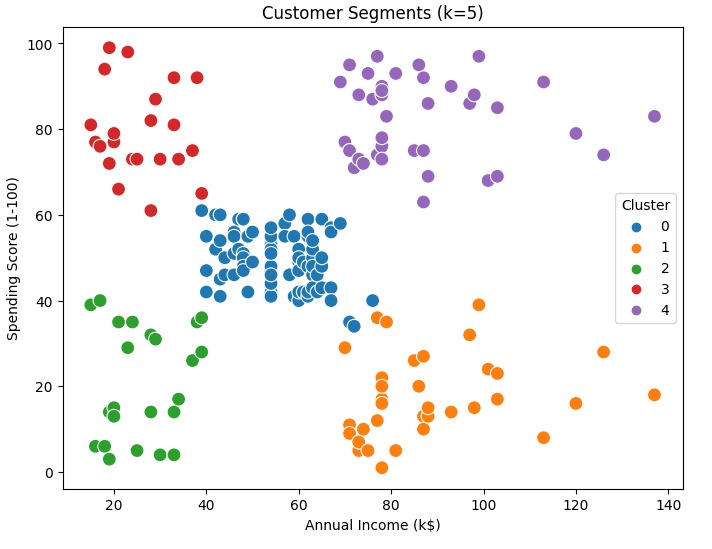 Customer Segments (k=5)
100
80
60
40
20
0
Spending Score (1-100)
Cluster
0
1
2
3
4
20 40 60 80 100 120 140
Annual Income (k$)